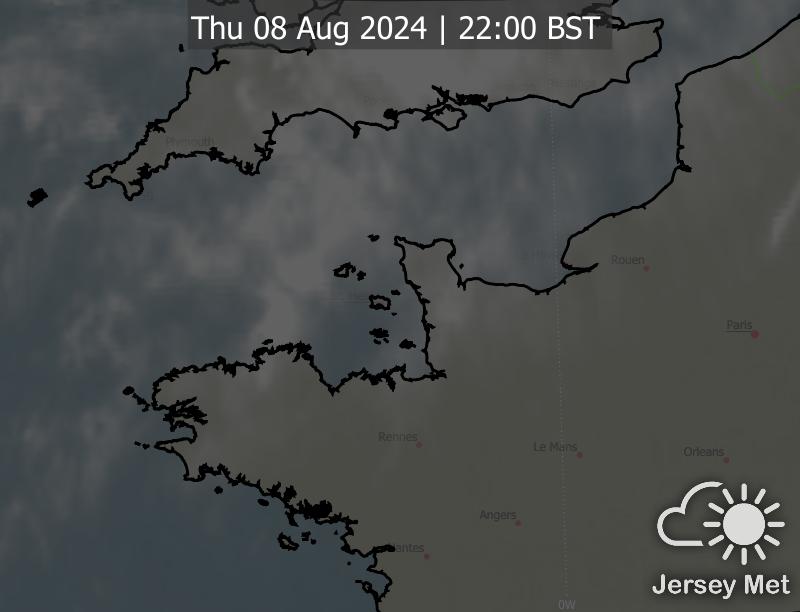 Thu 08 Aug 2024 | 22:00 BST
Plymouth
Rouen
Paris
Rennes
Le Mans
Orleans
Angers
Nantes
Jersey Met
0W